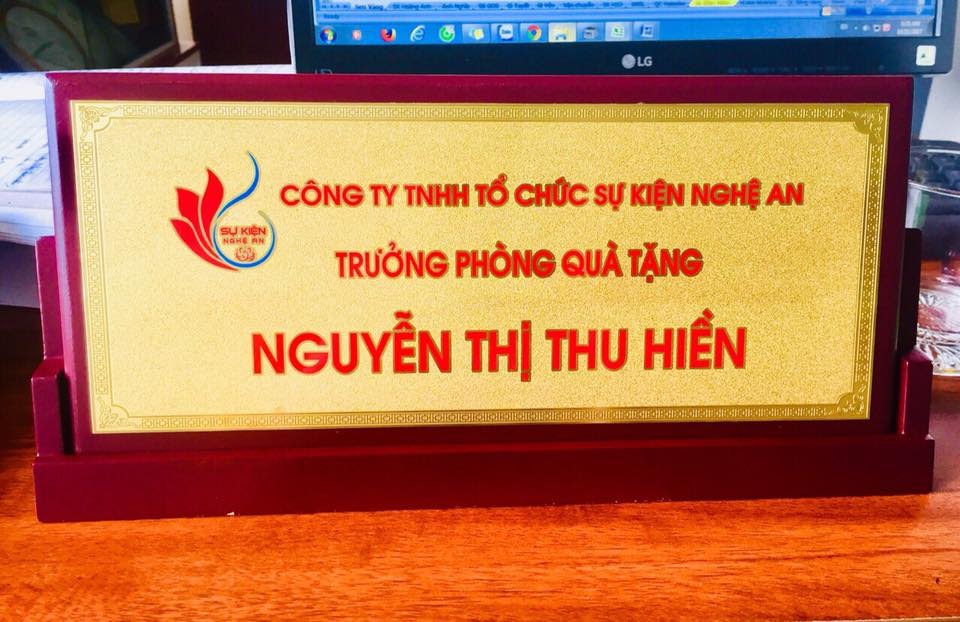 LG
CÔNG TY TNHH TỔ CHỨC SỰ KIỆN NGHỆ AN
SỰ KIỆN
NGHỆ AN
TRƯỞNG PHÒNG QUÀ TẶNG
NGUYỄN THỊ THU HIỀN